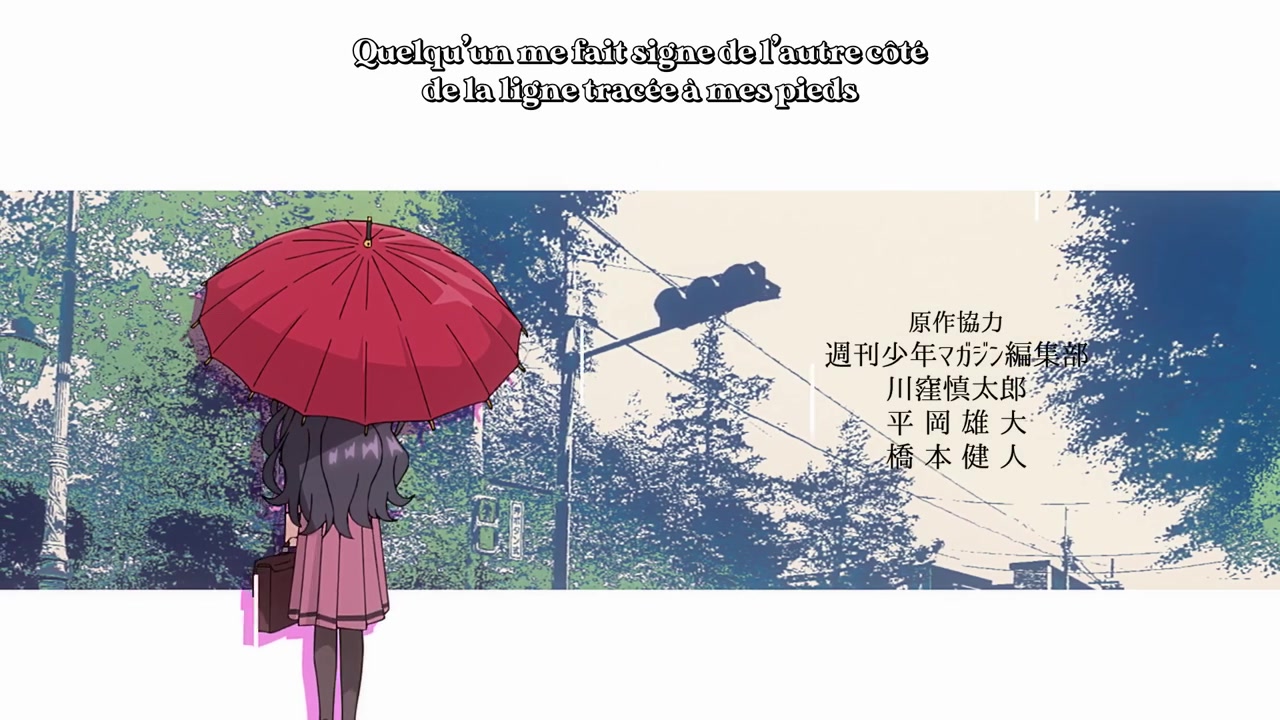 Quelqu'un me fait signe de l'autre côté
de la ligne tracée à mes pieds
原作協力
週刊少年マガジン編集部
川窪慎太郎
平岡雄大
橋本健人